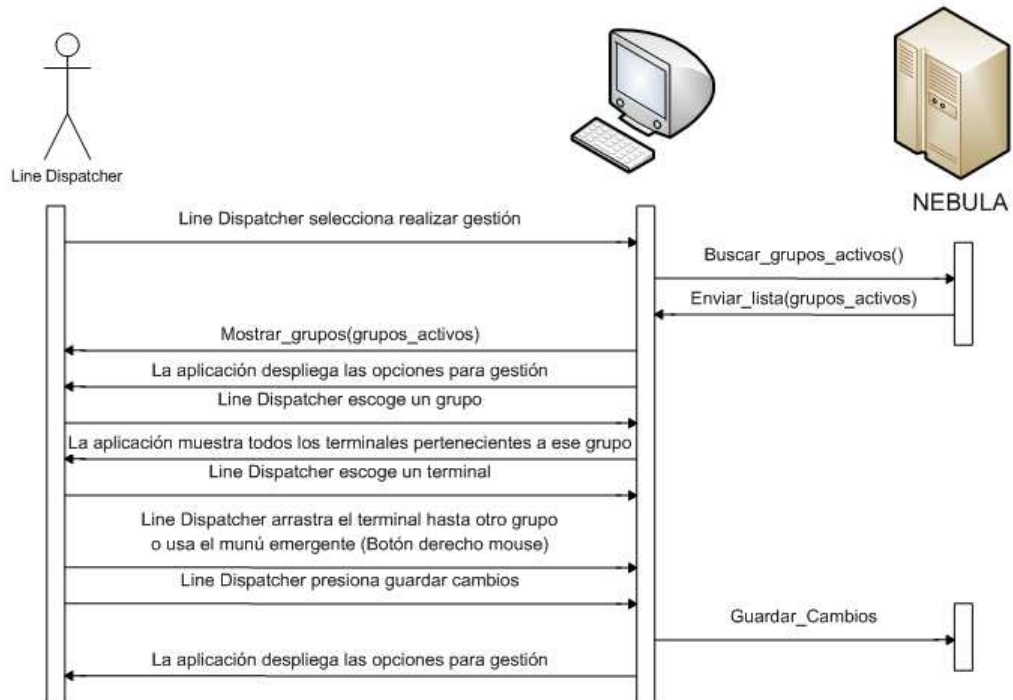 Line Dispatcher
NEBULA
Line Dispatcher selecciona realizar gestión
Buscar_grupos_activos()
Enviar_lista(grupos_activos)
Mostrar_grupos(grupos_activos)
La aplicación despliega las opciones para gestión
Line Dispatcher escoge un grupo
La aplicación muestra todos los terminales pertenecientes a ese grupo
Line Dispatcher escoge un terminal
Line Dispatcher arrastra el terminal hasta otro grupo
o usa el munú emergente (Botón derecho mouse)
Line Dispatcher presiona guardar cambios
Guardar_Cambios
La aplicación despliega las opciones para gestión